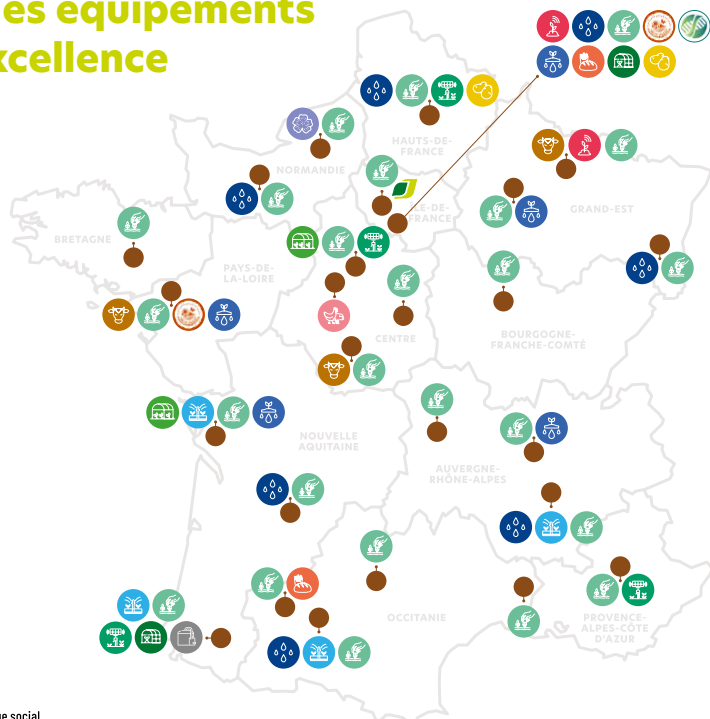 es équipements
xcellence
HAUTS-DE-
FRANCE
NORMANDIE
ÎLE-DE-
FRANCE
GRAND-EST
BRETAGNE
PAYS-DE-
LA-LOIRE
CENTRE
BOURGOGNE-
FRANCHE-COMTÉ
NOUVELLE
AQUITAINE
AUVERGNE-
RHÔNE-ALPES
OCCITANIE
PROVENCE-
ALPES-CÔTE
D'AZUR
e social